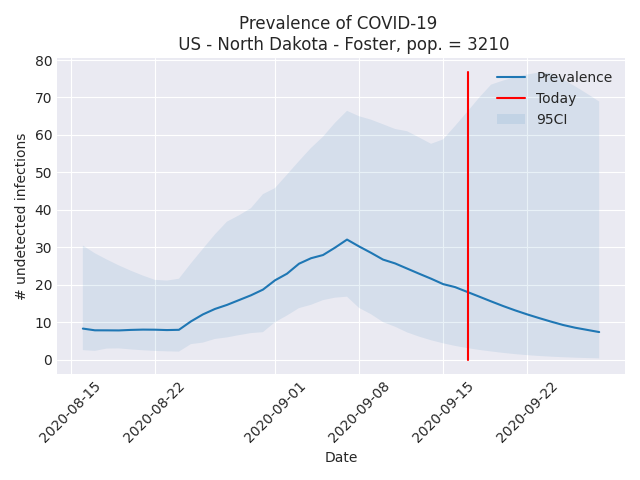 Prevalence of COVID-19
US - North Dakota - Foster, pop. = 3210
80
70
60
50
40
30
20
10
0
# undetected infections
Prevalence
Today
95CI
2020-08-15
2020-08-22
2020-09-01
2020-09-08
2020-09-15
2020-09-22
Date